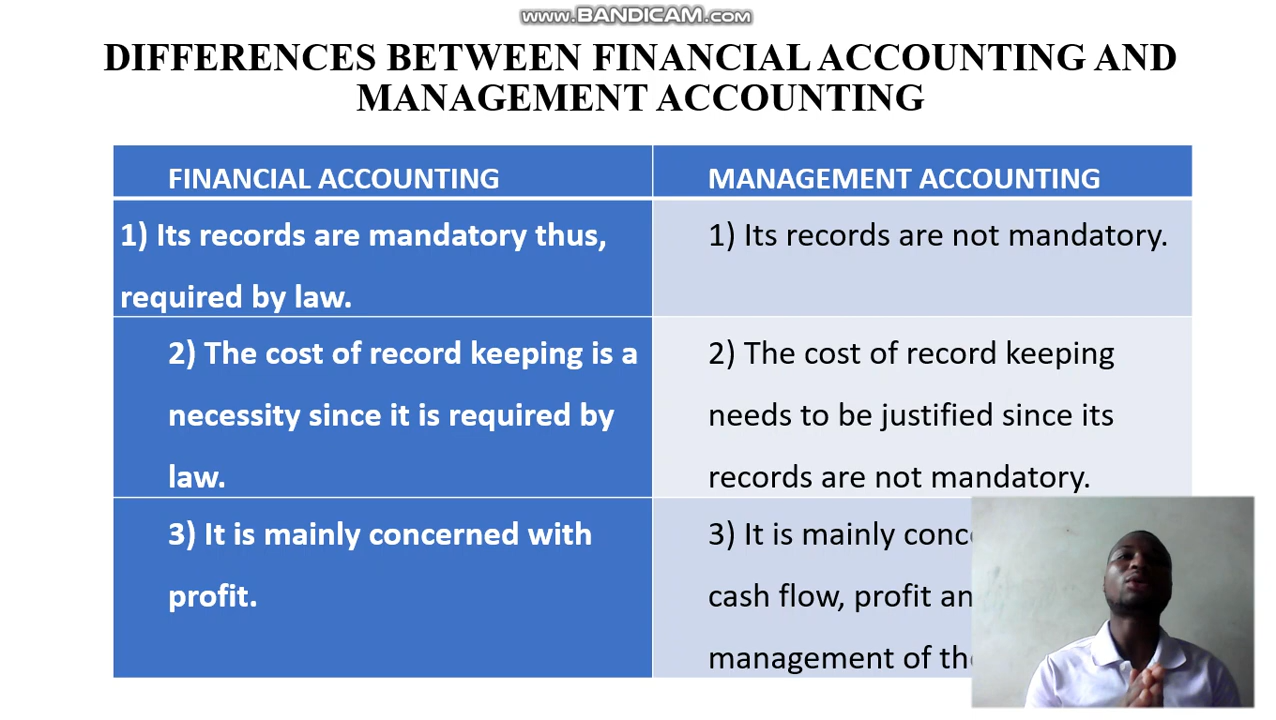 www.BANDICAM.com
DIFFERENCES BETWEEN FINANCIAL ACCOUNTING AND
MANAGEMENT ACCOUNTING
FINANCIAL ACCOUNTING
MANAGEMENT ACCOUNTING
1) Its records are mandatory thus,
required by law.
1) Its records are not mandatory.
2) The cost of record keeping is a
necessity since it is required by
law.
2) The cost of record keeping
needs to be justified since its
records are not mandatory.
3) It is mainly concerned with
profit.
3) It is mainly
cash flow, profit
management of